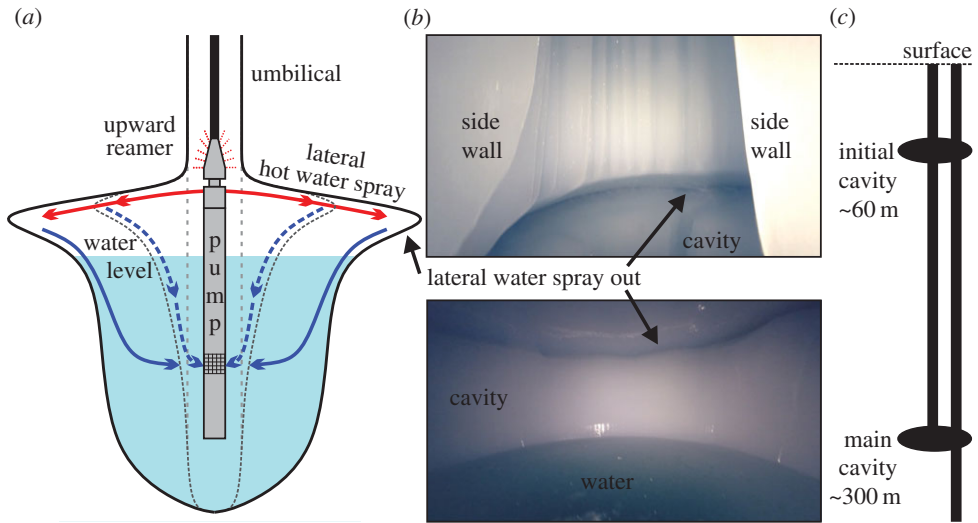 (a)
umbilical
upward
reamer
lateral
hot water spray
water
level
pump
(b)
side
wall
side
wall
cavity
lateral water spray out
cavity
water
(c)
surface
initial
cavity
~60 m
main
cavity
~300 m